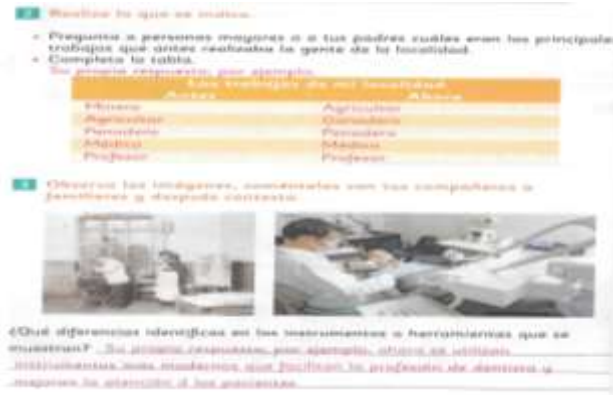 2 Realiza lo que se indica.
• Pregunta a personas mayores o a tus padres cuáles eran los principale
trabajos que antes realizaba la gente de la localidad.
• Completa la tabla.
Su propia respuesta, por ejemplo.
Los trabajos de mi localidad
Antes Ahora
Minero Agricultor
Agricultor Ganadero
Panadero Panadero
Médico Médico
Profesor Profesor
3 Observa las imágenes, coméntalas con tus compañeros o
familiares y después contesta.
¿Qué diferencias identificas en los instrumentos o herramientas que se
muestran? Su propia respuesta, por ejemplo, ahora se utilizan
instrumentos más modernos que facilitan la profesión de dentista y
mejoran la atención a los pacientes.